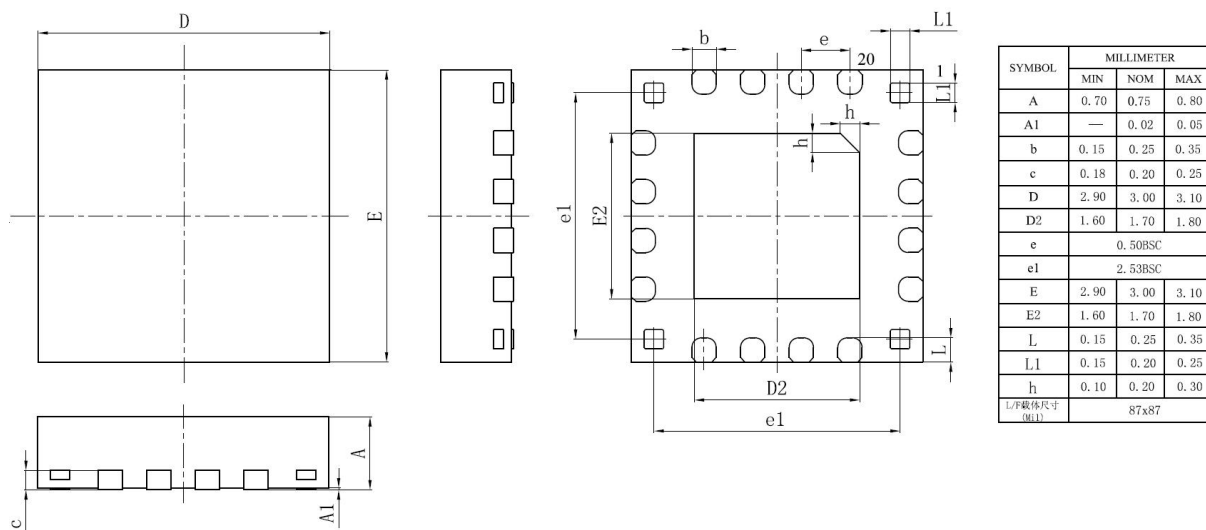 D
E
A
A1
c
b
e
20
L1
1
L1
h
h
e1
E2
L
D2
e1
SYMBOL MILLIMETER
MIN NOM MAX
A 0.70 0.75 0.80
A1 — 0.02 0.05
b 0.15 0.25 0.35
c 0.18 0.20 0.25
D 2.90 3.00 3.10
D2 1.60 1.70 1.80
e 0.50BSC
e1 2.53BSC
E 2.90 3.00 3.10
E2 1.60 1.70 1.80
L 0.15 0.25 0.35
L1 0.15 0.20 0.25
h 0.10 0.20 0.30
L/F载体尺寸 87x87
(Mil)